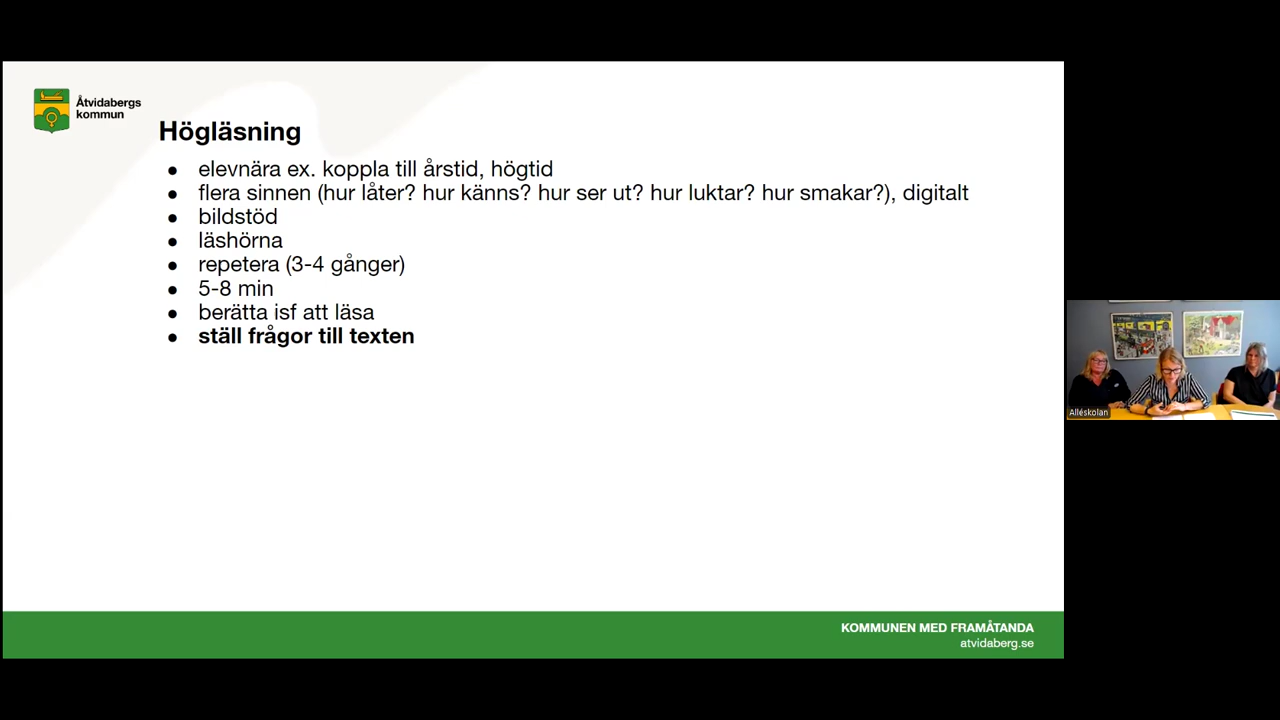 Åtvidabergs
kommun
Högläsning
● elevnära ex. koppla till årstid, högtid
● flera sinnen (hur låter? hur känns? hur ser ut? hur luktar? hur smakar?), digitalt
● bildstöd
● läshörna
● repetera (3-4 gånger)
● 5-8 min
● berätta isf att läsa
● ställ frågor till texten
Alléskolan
KOMMUNEN MED FRAMÅTANDA
atvidaberg.se